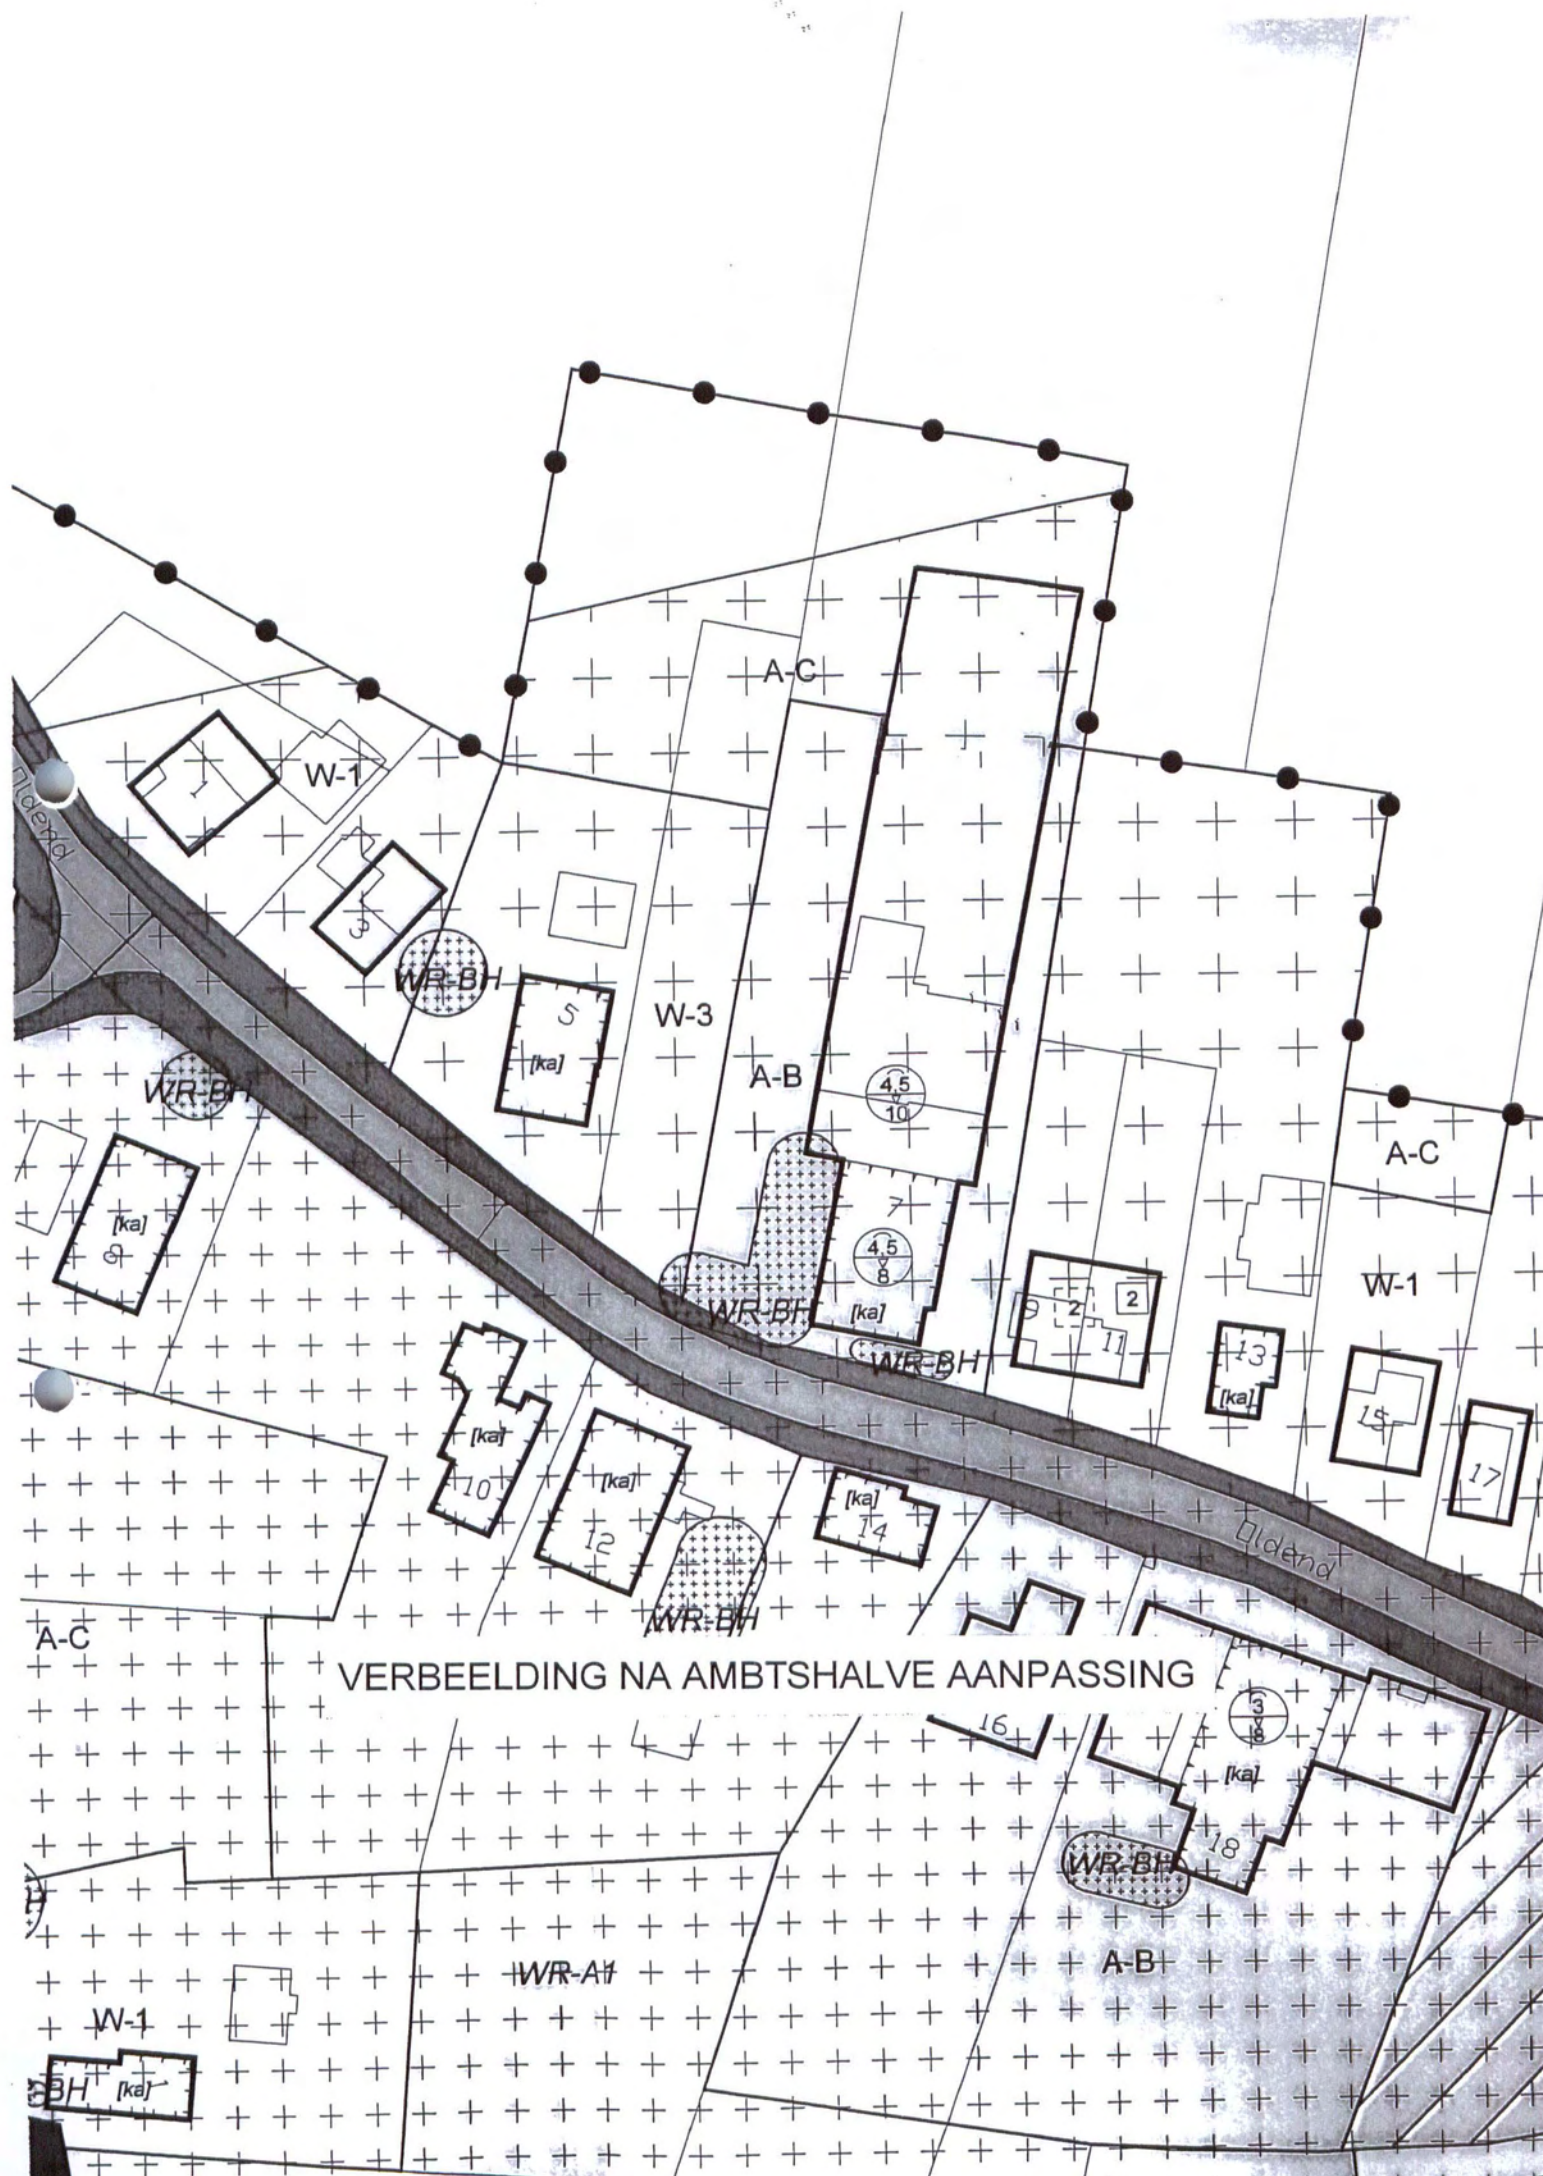 A-C
W-1
1
Oldend
3
WR-BH
5
[ka]
W-3
A-B
4,5
10
WR-BH
[ka]
8
7
4,5
8
[ka]
WR-BH
WR-BH
A-C
W-1
9
2
2
11
13
[ka]
15
17
[ka]
10
[ka]
12
[ka]
14
Oldend
WR-BH
A-C
VERBEELDING NA AMBTSHALVE AANPASSING
16
3
8
[ka]
18
WR-BH
WR-A1
A-B
W-1
BH
[ka]